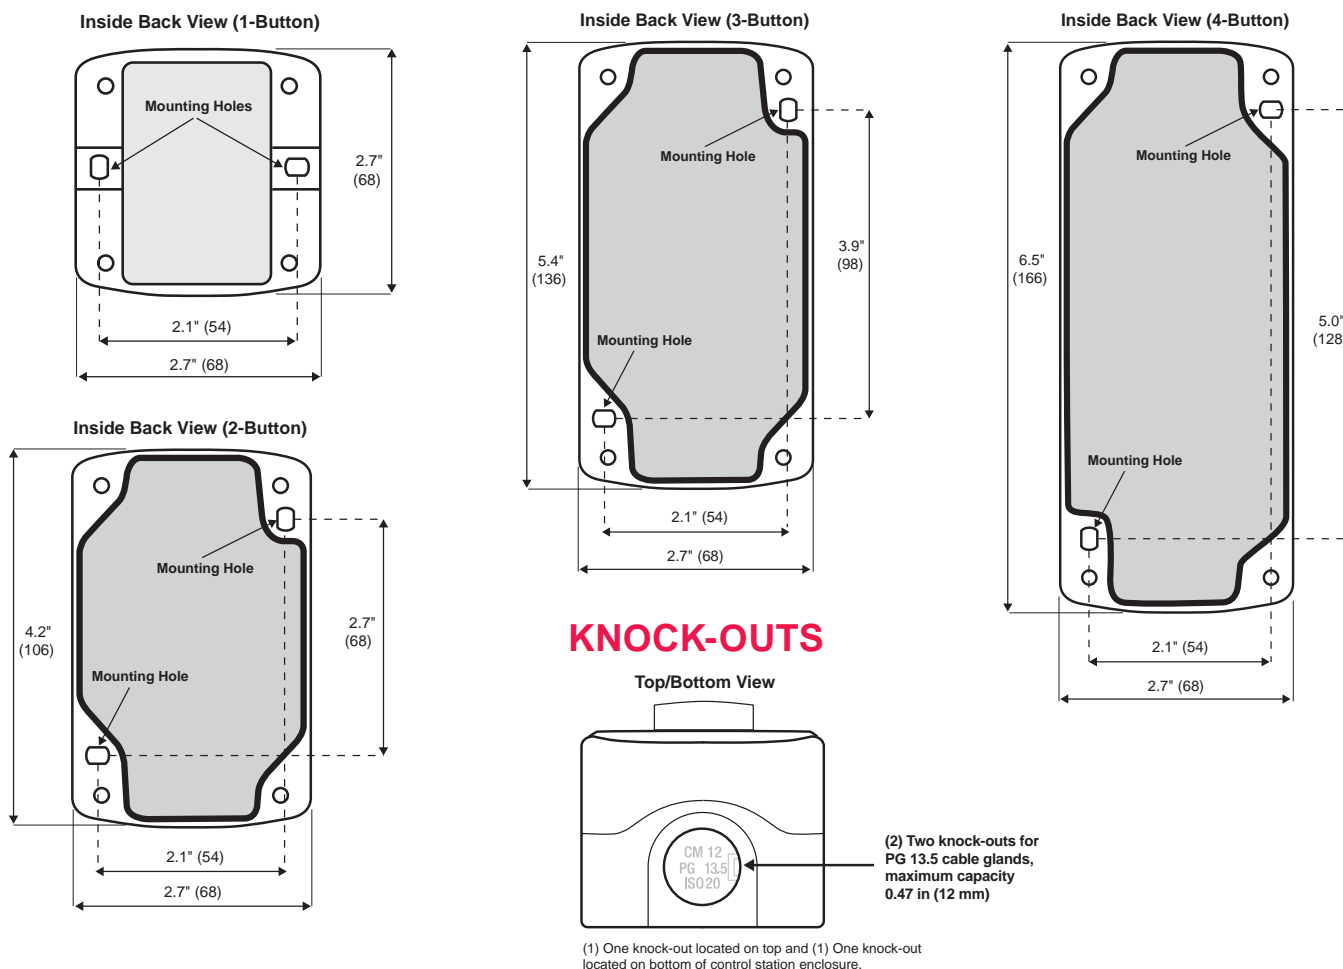 Inside Back View (1-Button)
Mounting Holes
2.7"
(68)
2.1" (54)
2.7" (68)
Inside Back View (2-Button)
Mounting Hole
4.2"
(106)
2.7"
(68)
Mounting Hole
2.1" (54)
2.7" (68)
Inside Back View (3-Button)
Mounting Hole
5.4"
(136)
3.9"
(98)
Mounting Hole
2.1" (54)
2.7" (68)
KNOCK-OUTS
Top/Bottom View
CM 12
PG 13,5
ISO20
(2) Two knock-outs for
PG 13.5 cable glands,
maximum capacity
0.47 in (12 mm)
(1) One knock-out located on top and (1) One knock-out
located on bottom of control station enclosure.
Inside Back View (4-Button)
Mounting Hole
6.5"
(166)
5.0"
(128
Mounting Hole
2.1" (54)
2.7" (68)